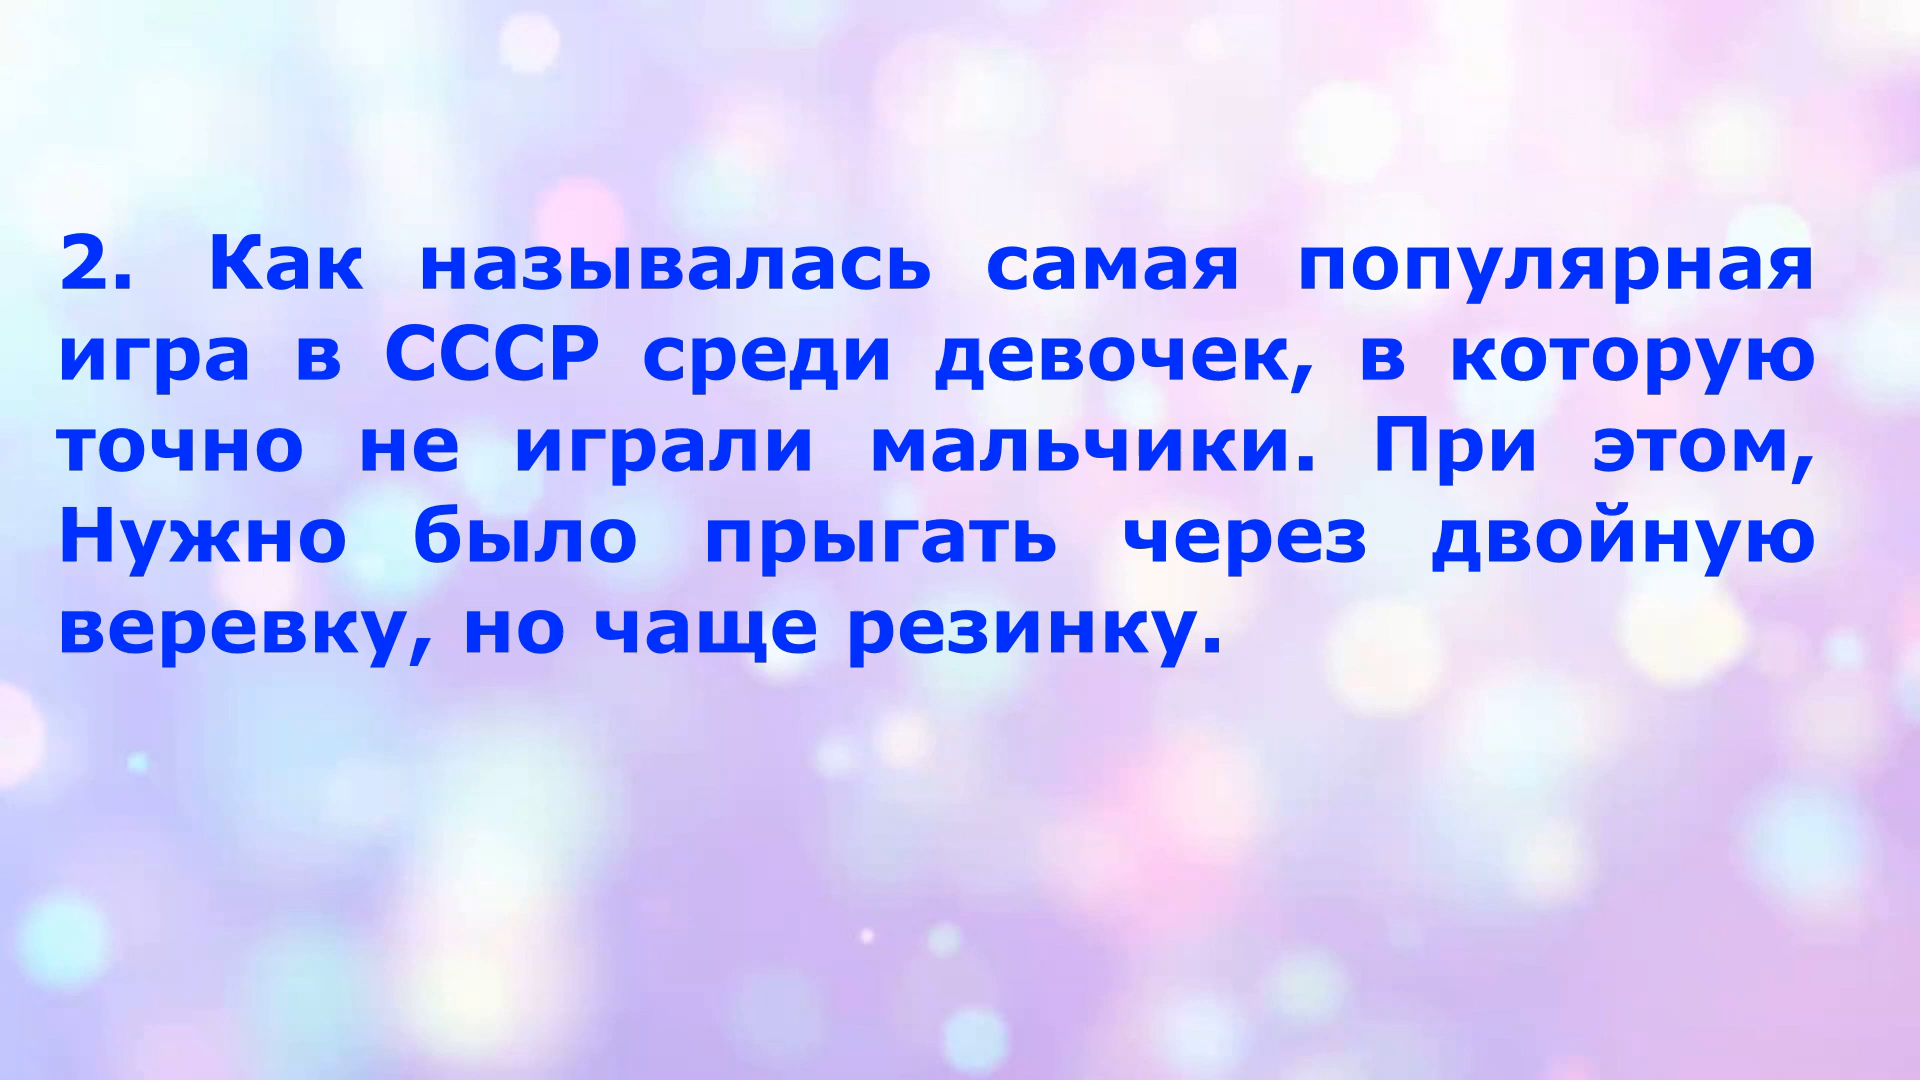 2. Как называлась самая популярная
игра в СССР среди девочек, в которую
точно не играли мальчики. При этом,
Нужно было прыгать через двойную
веревку, но чаще резинку.